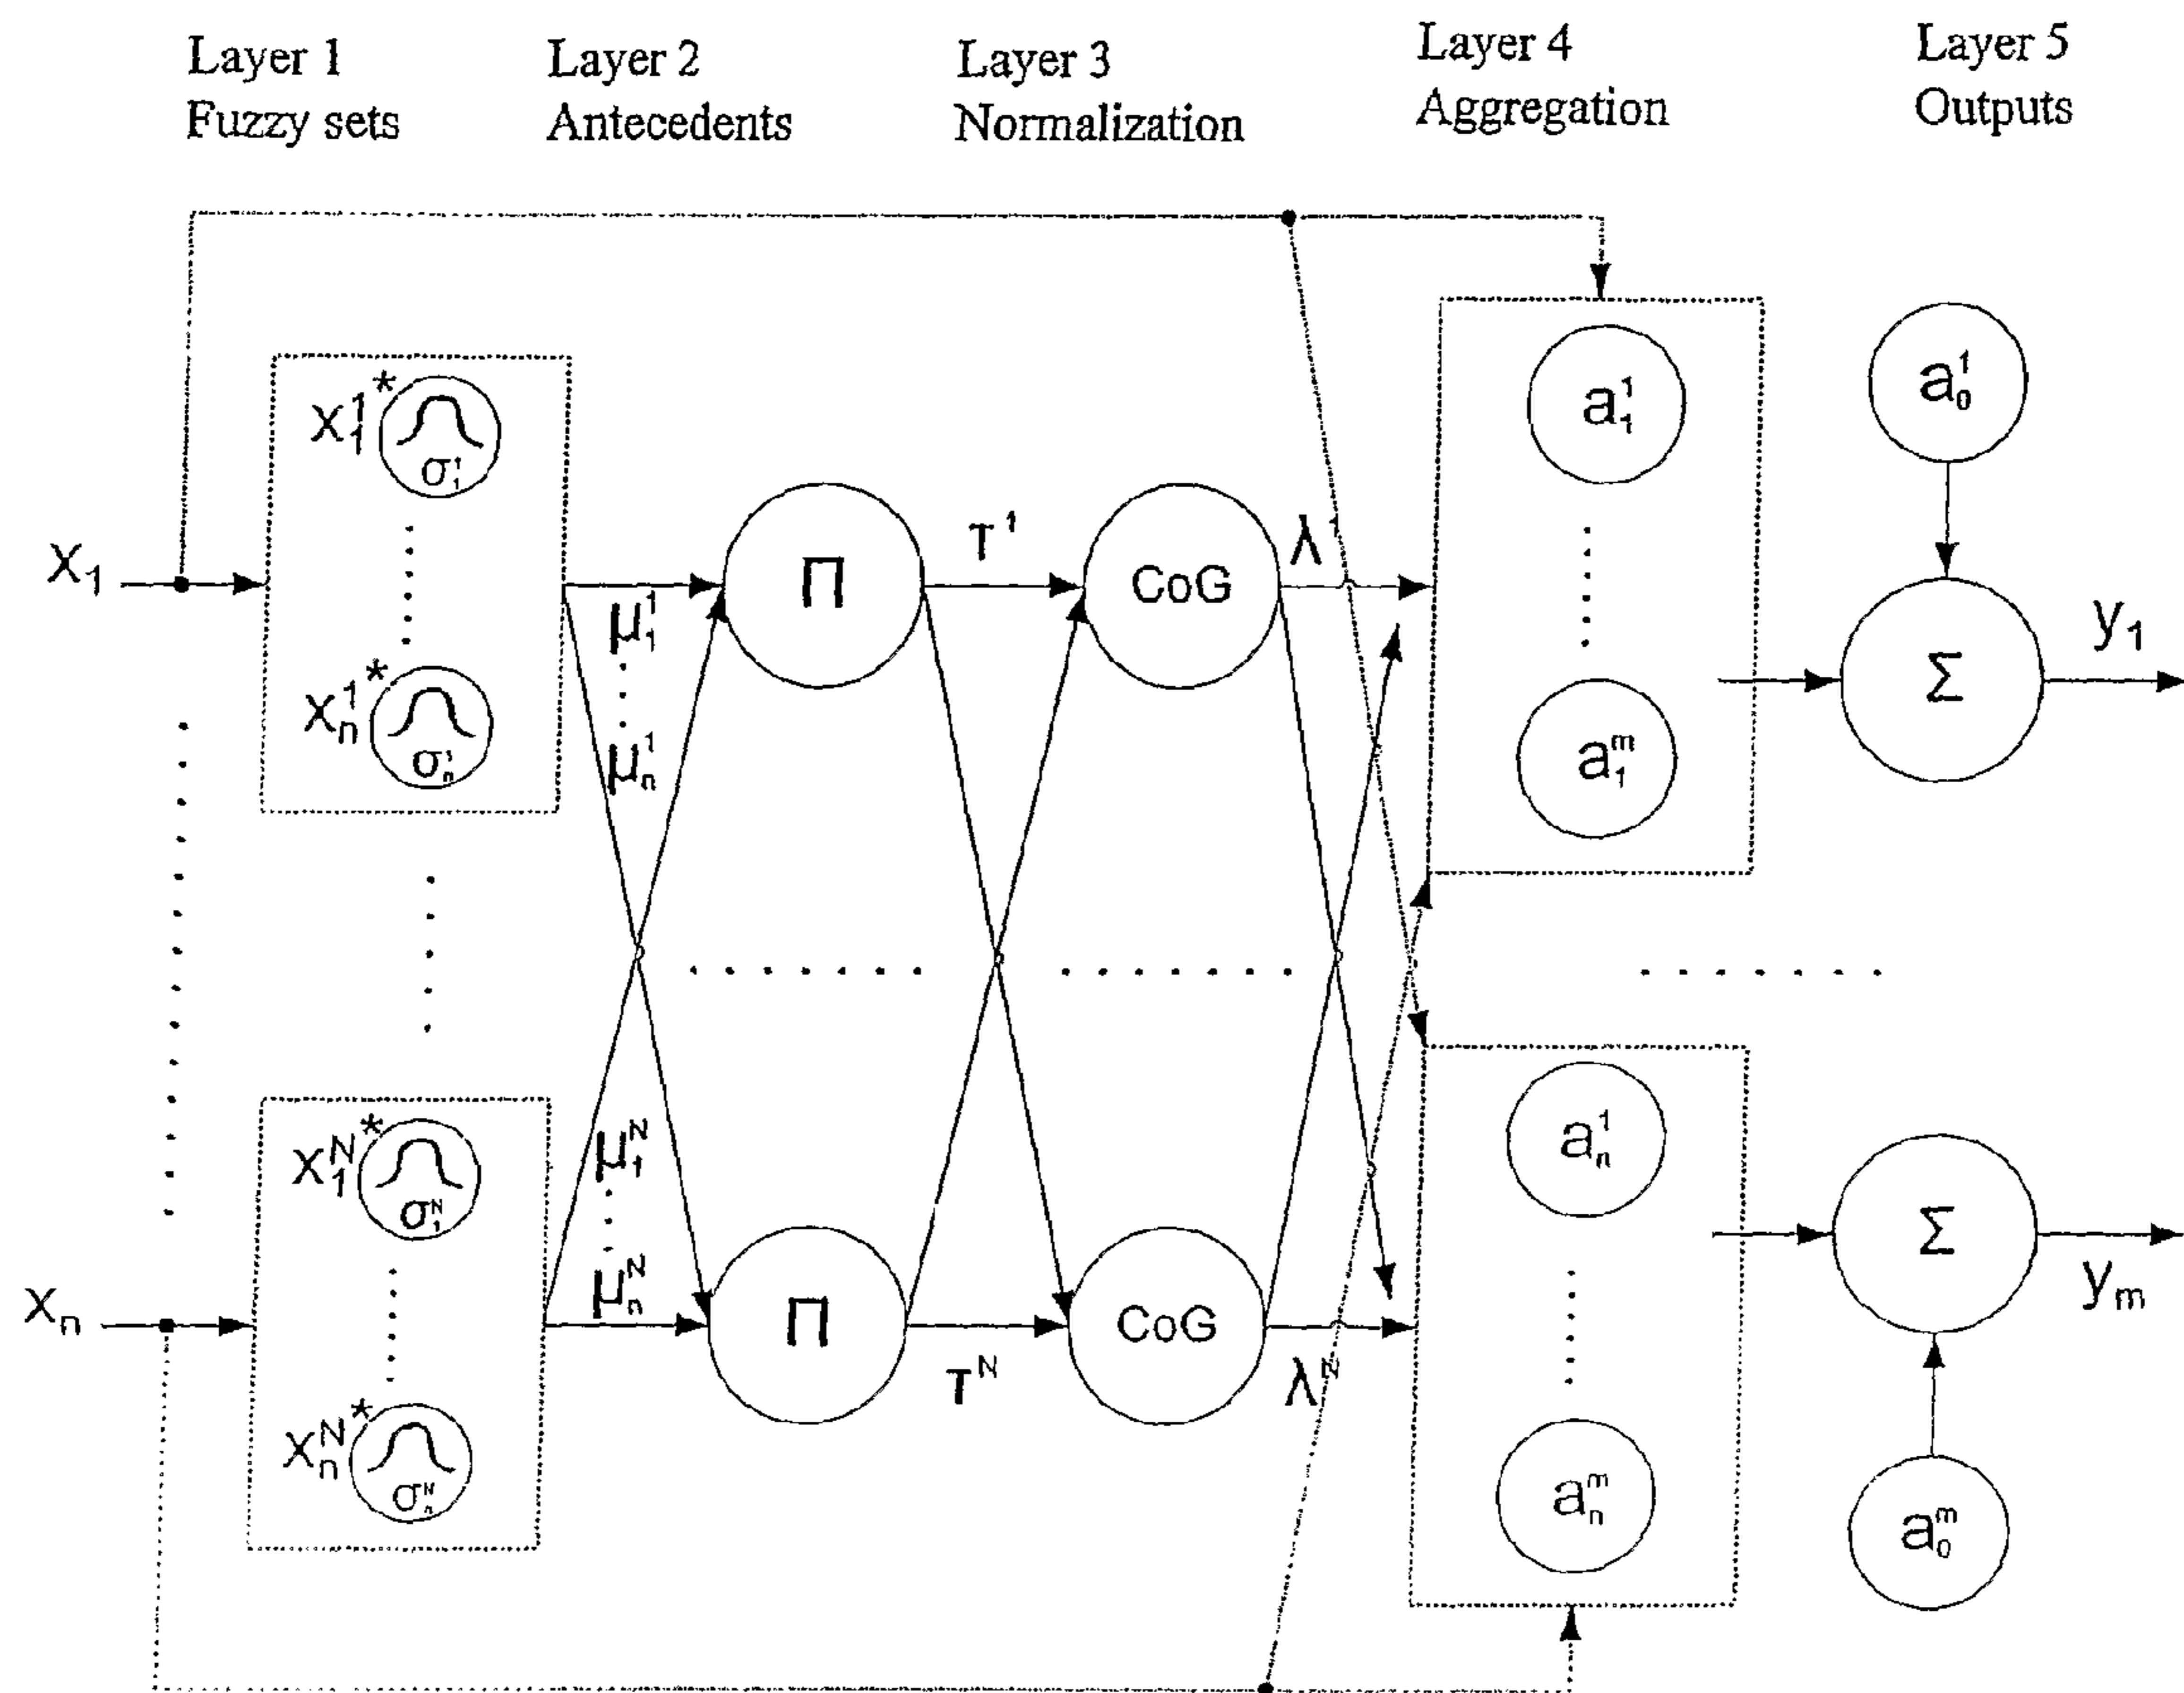 Layer 1
Fuzzy sets
Layer 2
Antecedents
Layer 3
Normalization
Layer 4
Aggregation
Layer 5
Outputs
x₁
x₁¹*
σ₁¹
xₙ¹*
σₙ¹
μ₁¹
μₙ¹
Π
τ¹
CoG
λ¹
a₁¹
a₁ᵐ
a₀¹
Σ
y₁
xₙ
x₁ᴺ*
σ₁ᴺ
xₙᴺ*
σₙᴺ
μ₁ᴺ
μₙᴺ
Π
τᴺ
CoG
λᴺ
aₙ¹
aₙᵐ
Σ
yₘ
a₀ᵐ